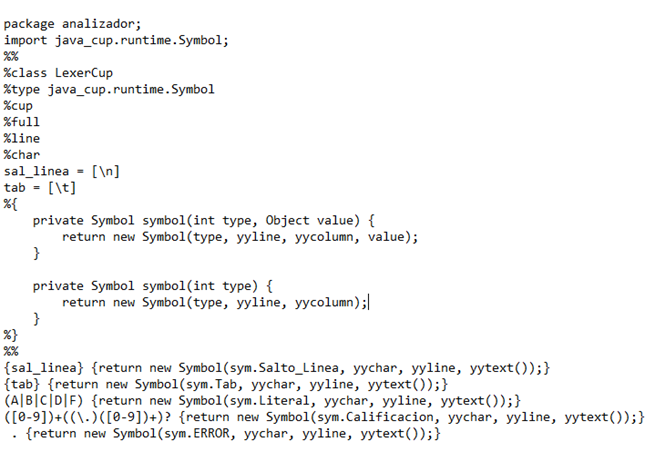 package analizador;
import java_cup.runtime.Symbol;
%%
%class LexerCup
%type java_cup.runtime.Symbol
%cup
%full
%line
%char
sal_linea = [\n]
tab = [\t]
%{
    private Symbol symbol(int type, Object value) {
        return new Symbol(type, yyline, yycolumn, value);
    }

    private Symbol symbol(int type) {
        return new Symbol(type, yyline, yycolumn);
    }
%}
%%
{sal_linea} {return new Symbol(sym.Salto_Linea, yychar, yyline, yytext());}
{tab} {return new Symbol(sym.Tab, yychar, yyline, yytext());}
(A|B|C|D|F) {return new Symbol(sym.Literal, yychar, yyline, yytext());}
([0-9])+((\.)([0-9])+)? {return new Symbol(sym.Calificacion, yychar, yyline, yytext());}
 . {return new Symbol(sym.ERROR, yychar, yyline, yytext());}